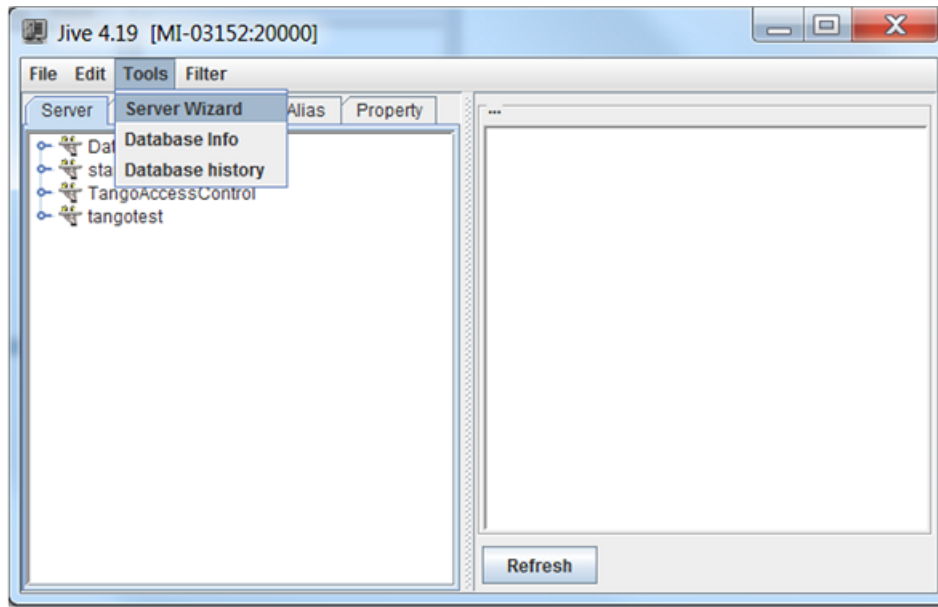 Jive 4.19 [MI-03152:20000]
File Edit Tools Filter
Server Alias Property
Server Wizard
Database Info
Database history
TangoAccessControl
tangotest
...
Refresh